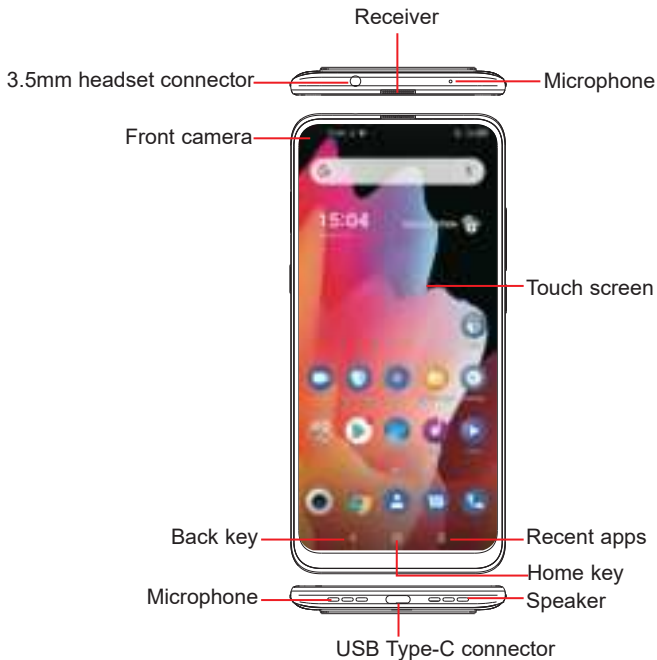 Receiver
3.5mm headset connector
Microphone
Front camera
15:04
Touch screen
Back key
Recent apps
Home key
Microphone
Speaker
USB Type-C connector